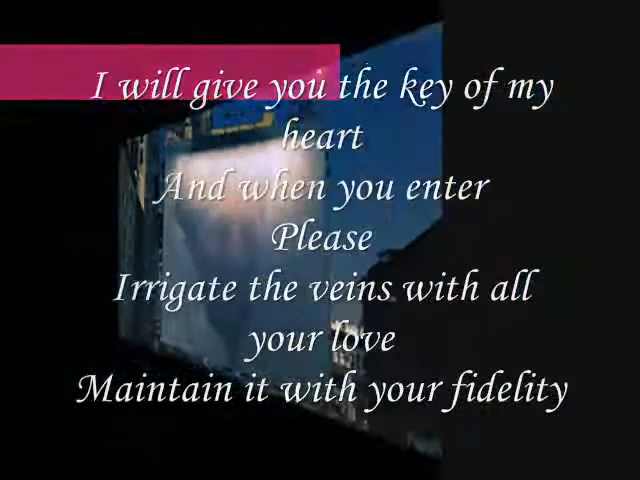 I will give you the key of my
heart
And when you enter
Please
Irrigate the veins with all
your love
Maintain it with your fidelity